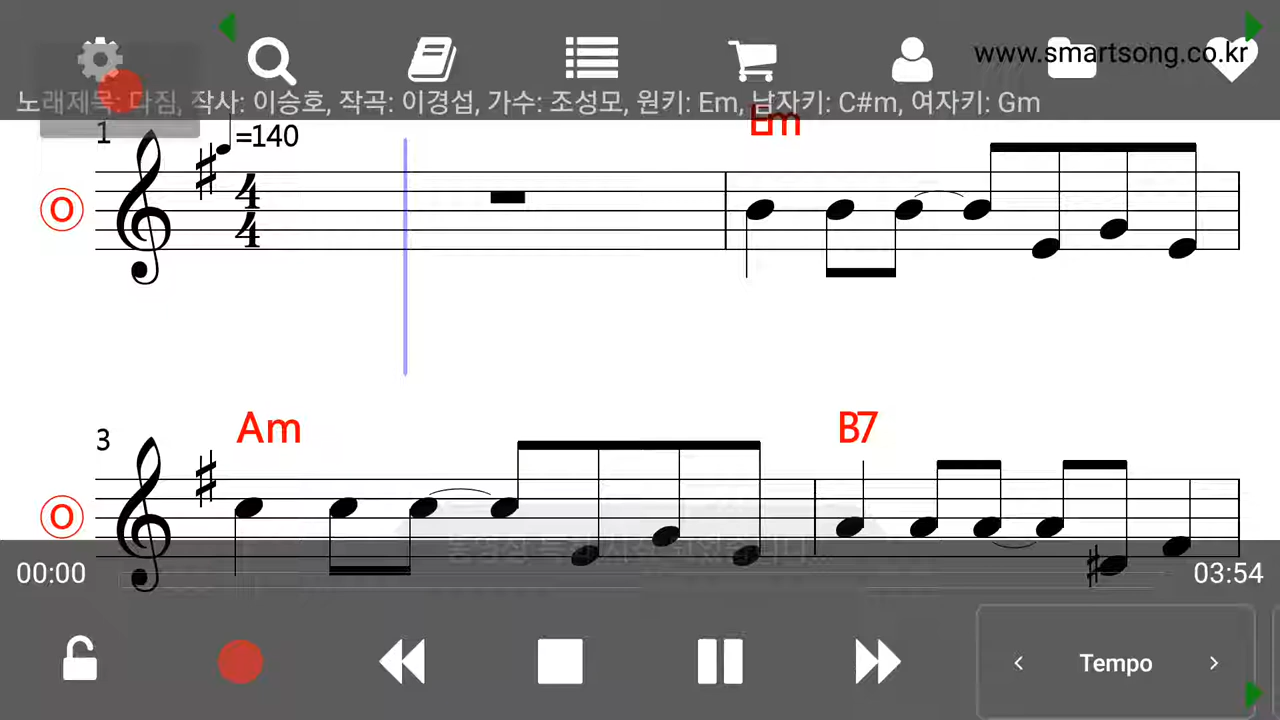 www.smartsong.co.kr
노래제목: 다짐, 작사: 이승호, 작곡: 이경섭, 가수: 조성모, 원키: Em, 남자키: C#m, 여자키: Gm
1
=140
Em
4
4
O
3
Am
B7
O
00:00
03:54
< Tempo >